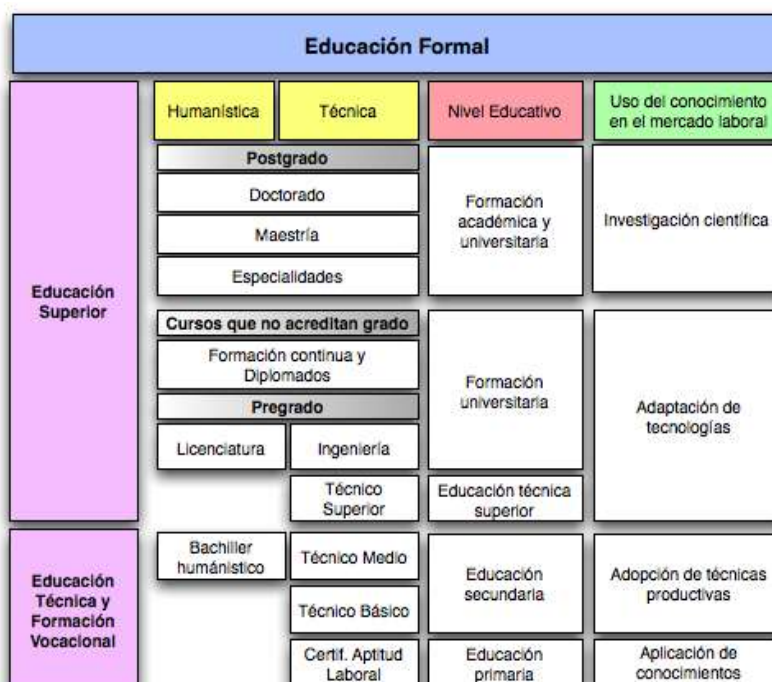 Educación Formal
Humanística
Técnica
Nivel Educativo
Uso del conocimiento
en el mercado laboral
Educación
Superior
Postgrado
Doctorado
Maestría
Especialidades
Formación
académica y
universitaria
Investigación científica
Cursos que no acreditan grado
Formación continua y
Diplomados
Pregrado
Licenciatura
Ingeniería
Técnico
Superior
Formación
universitaria
Educación técnica
superior
Adaptación de
tecnologías
Educación
Técnica y
Formación
Vocacional
Bachiller
humánistico
Técnico Medio
Técnico Básico
Certif. Aptitud
Laboral
Educación
secundaria
Educación
primaria
Adopción de técnicas
productivas
Aplicación de
conocimientos